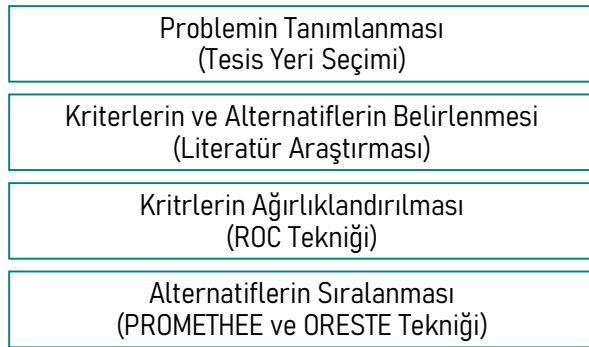 Problemin Tanımlanması
(Tesis Yeri Seçimi)
Kriterlerin ve Alternatiflerin Belirlenmesi
(Literatür Araştırması)
Kritrlerin Ağırlıklandırılması
(ROC Tekniği)
Alternatiflerin Sıralanması
(PROMETHEE ve ORESTE Tekniği)